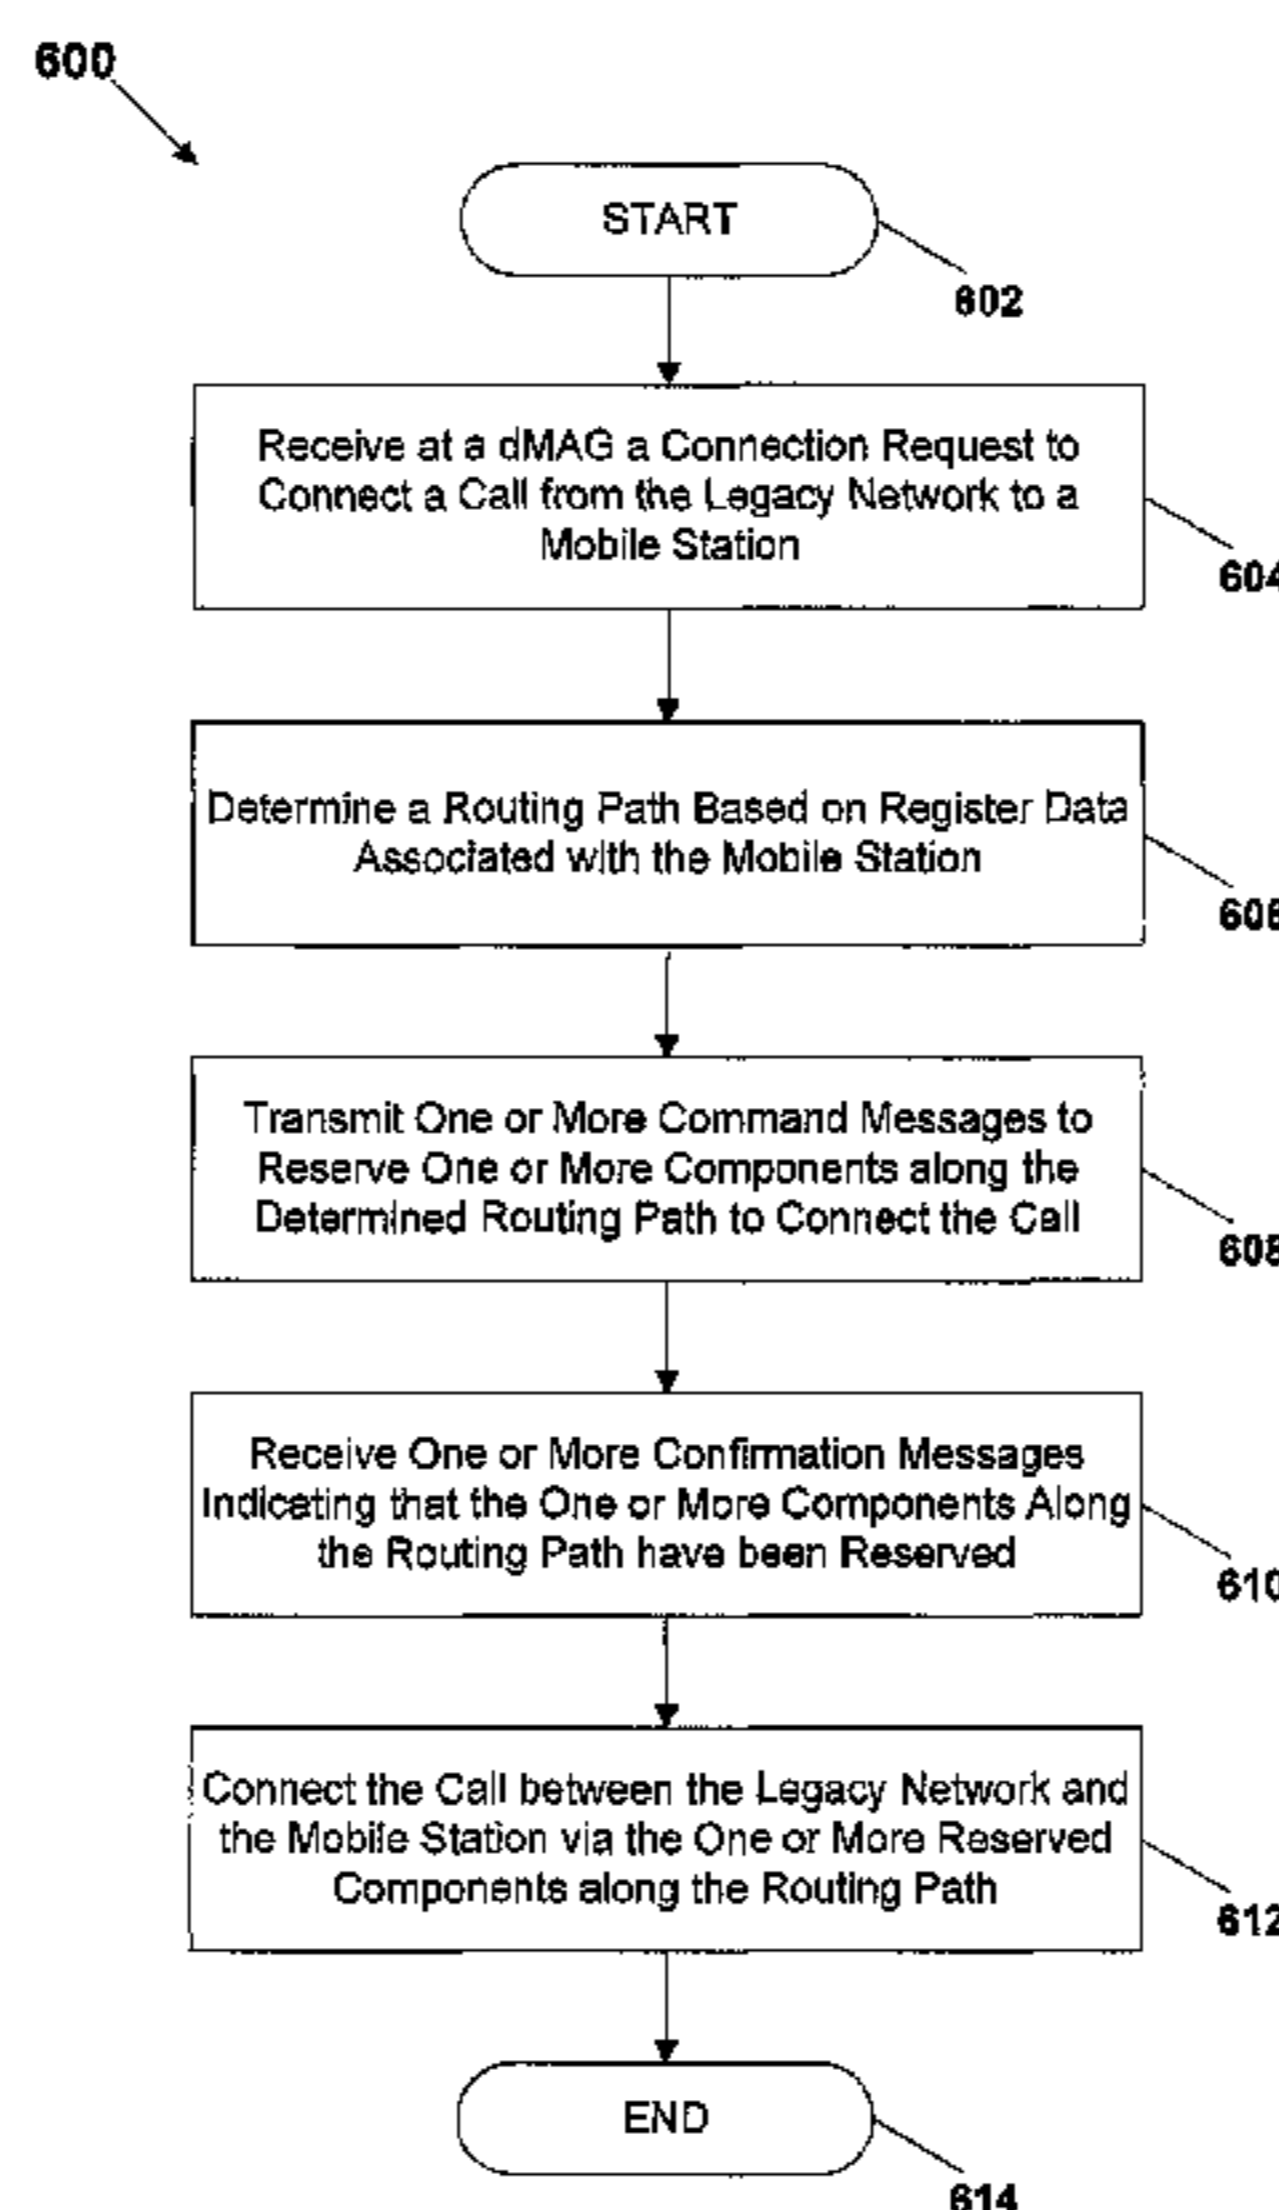 600
START
602
Receive at a dMAG a Connection Request to
Connect a Call from the Legacy Network to a
Mobile Station
604
Determine a Routing Path Based on Register Data
Associated with the Mobile Station
606
Transmit One or More Command Messages to
Reserve One or More Components along the
Determined Routing Path to Connect the Call
608
Receive One or More Confirmation Messages
Indicating that the One or More Components Along
the Routing Path have been Reserved
610
Connect the Call between the Legacy Network and
the Mobile Station via the One or More Reserved
Components along the Routing Path
612
END
614